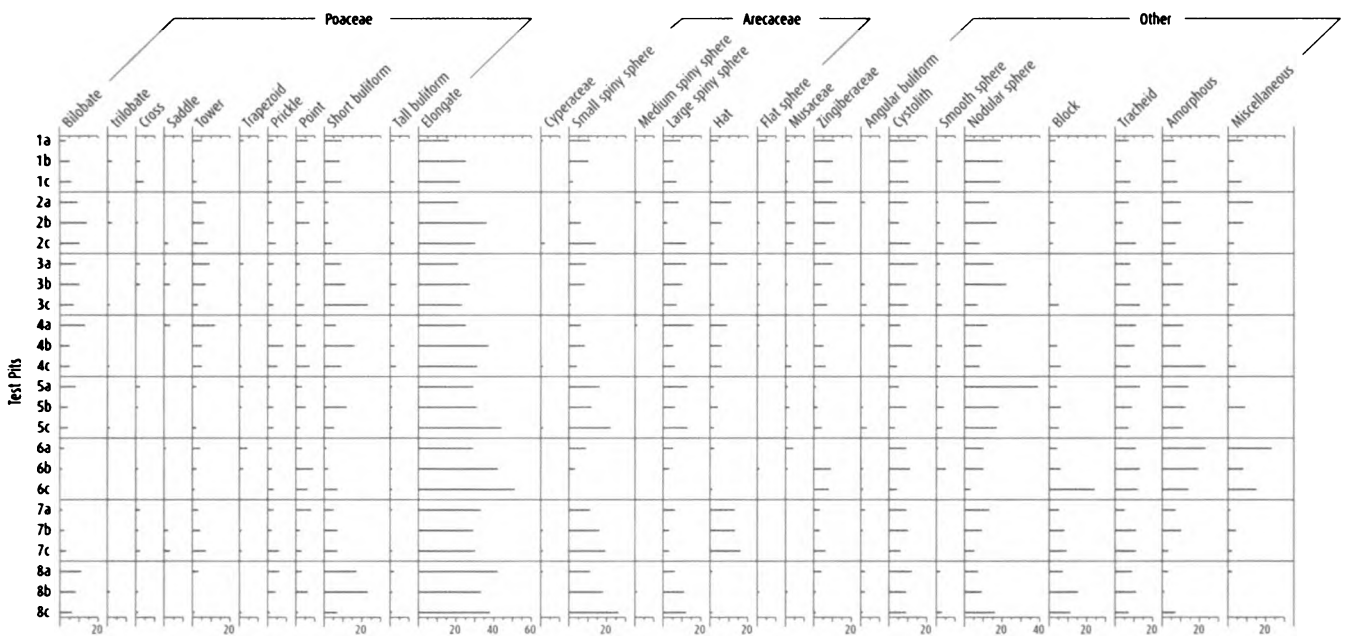 Poaceae Arecaceae Other
Bilobate trilobate Cross Saddle Tower Trapezoid Prickle Point Short buliform Tall buliform Elongate Cyperaceae Small spiny sphere Medium spiny sphere Large spiny sphere Hat Flat sphere Musaceae Zingiberaceae Angular buliform Cystolith Smooth sphere Nodular sphere Block Tracheid Amorphous Miscellaneous
Test Pits
1a
1b
1c
2a
2b
2c
3a
3b
3c
4a
4b
4c
5a
5b
5c
6a
6b
6c
7a
7b
7c
8a
8b
8c
20 20 20 20 40 60 20 20 20 20 20 20 40 20 20 20 20